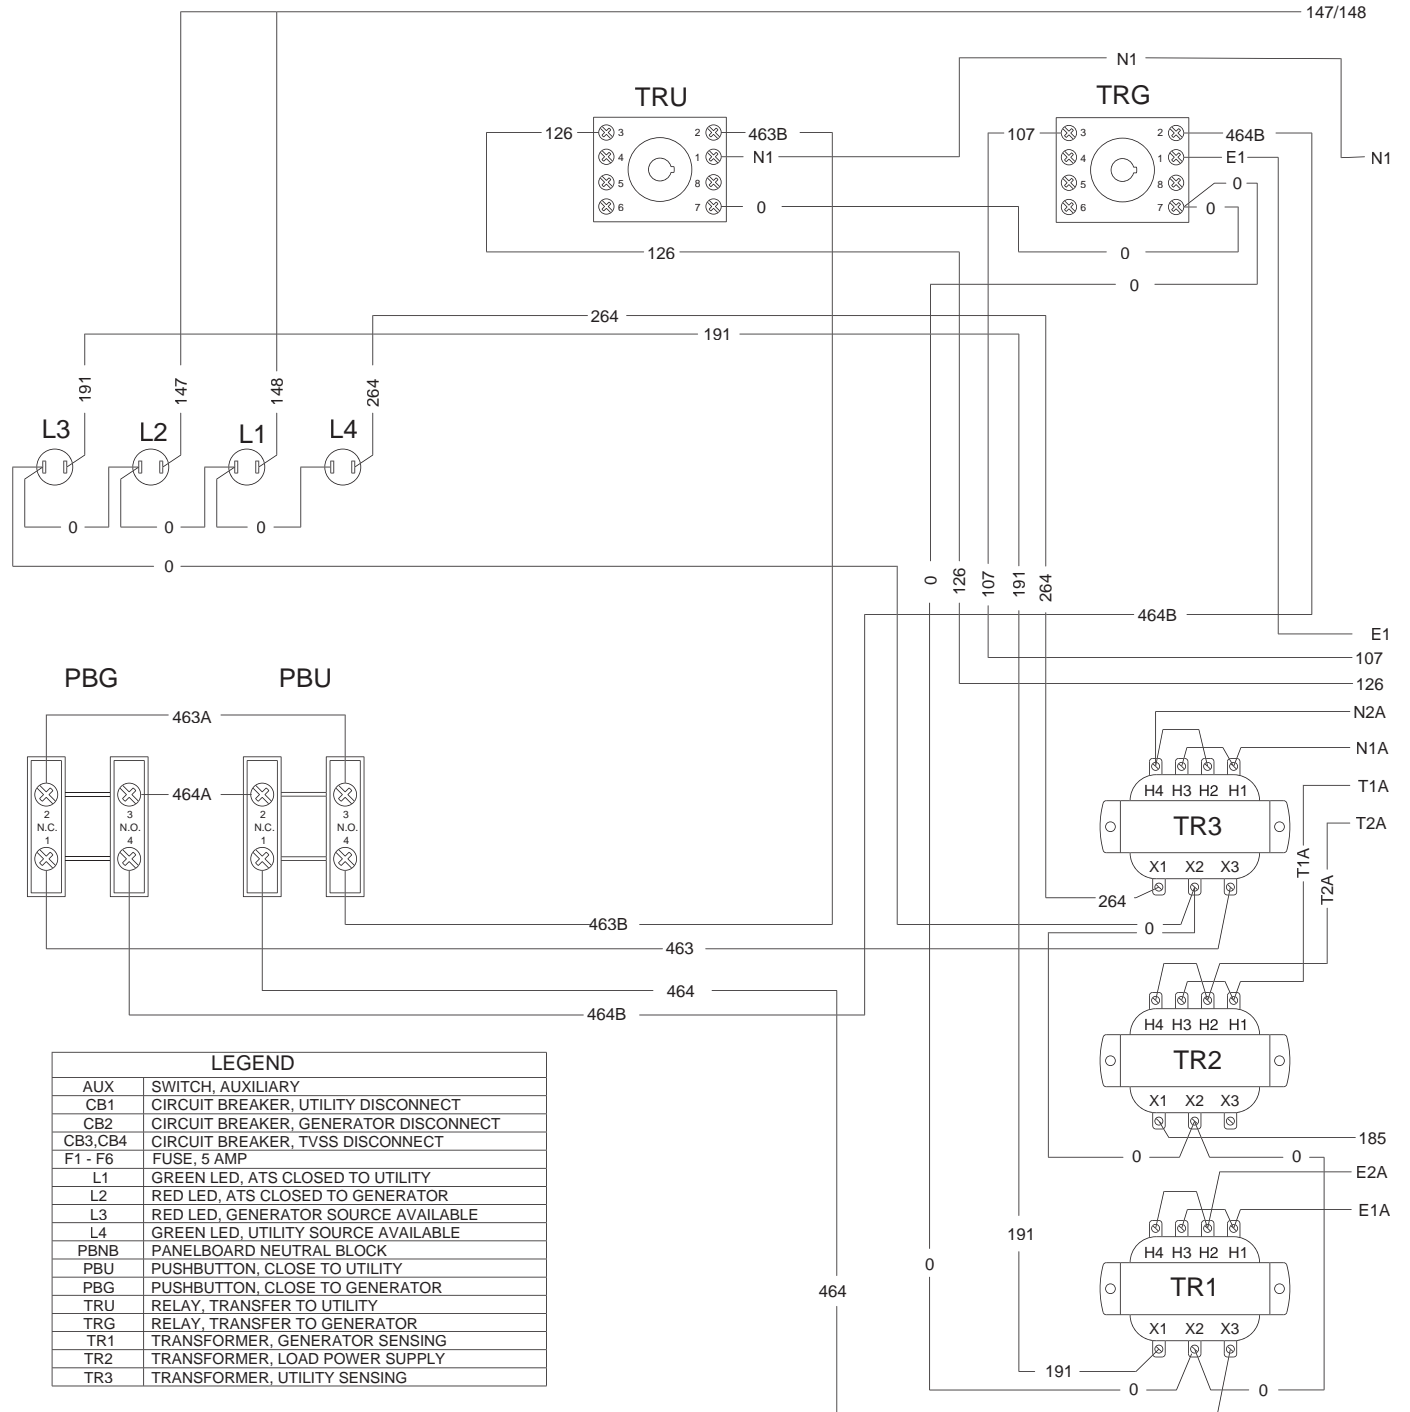 147/148
N1
TRU
TRG
126 3 2 463B
107 3 2 464B
4 1 N1
4 1 E1
N1
5 8
5 8 0
6 7 0
6 7 0
126
0
0
264
191
191
147
148
264
L3
L2
L1
L4
0
0
0
0
0
126
107
191
264
464B
E1
107
126
PBG
PBU
463A
N2A
N1A
464A
T1A
T2A
2
N.C.
1
3
N.O.
4
2
N.C.
1
3
N.O.
4
H4 H3 H2 H1
TR3
X1 X2 X3
T1A
T2A
264
463B
0
463
464
464B
H4 H3 H2 H1
TR2
X1 X2 X3
185
0
0
E2A
E1A
191
0
464
H4 H3 H2 H1
TR1
X1 X2 X3
191
0
0
LEGEND
AUX SWITCH, AUXILIARY
CB1 CIRCUIT BREAKER, UTILITY DISCONNECT
CB2 CIRCUIT BREAKER, GENERATOR DISCONNECT
CB3,CB4 CIRCUIT BREAKER, TVSS DISCONNECT
F1 - F6 FUSE, 5 AMP
L1 GREEN LED, ATS CLOSED TO UTILITY
L2 RED LED, ATS CLOSED TO GENERATOR
L3 RED LED, GENERATOR SOURCE AVAILABLE
L4 GREEN LED, UTILITY SOURCE AVAILABLE
PBNB PANELBOARD NEUTRAL BLOCK
PBU PUSHBUTTON, CLOSE TO UTILITY
PBG PUSHBUTTON, CLOSE TO GENERATOR
TRU RELAY, TRANSFER TO UTILITY
TRG RELAY, TRANSFER TO GENERATOR
TR1 TRANSFORMER, GENERATOR SENSING
TR2 TRANSFORMER, LOAD POWER SUPPLY
TR3 TRANSFORMER, UTILITY SENSING